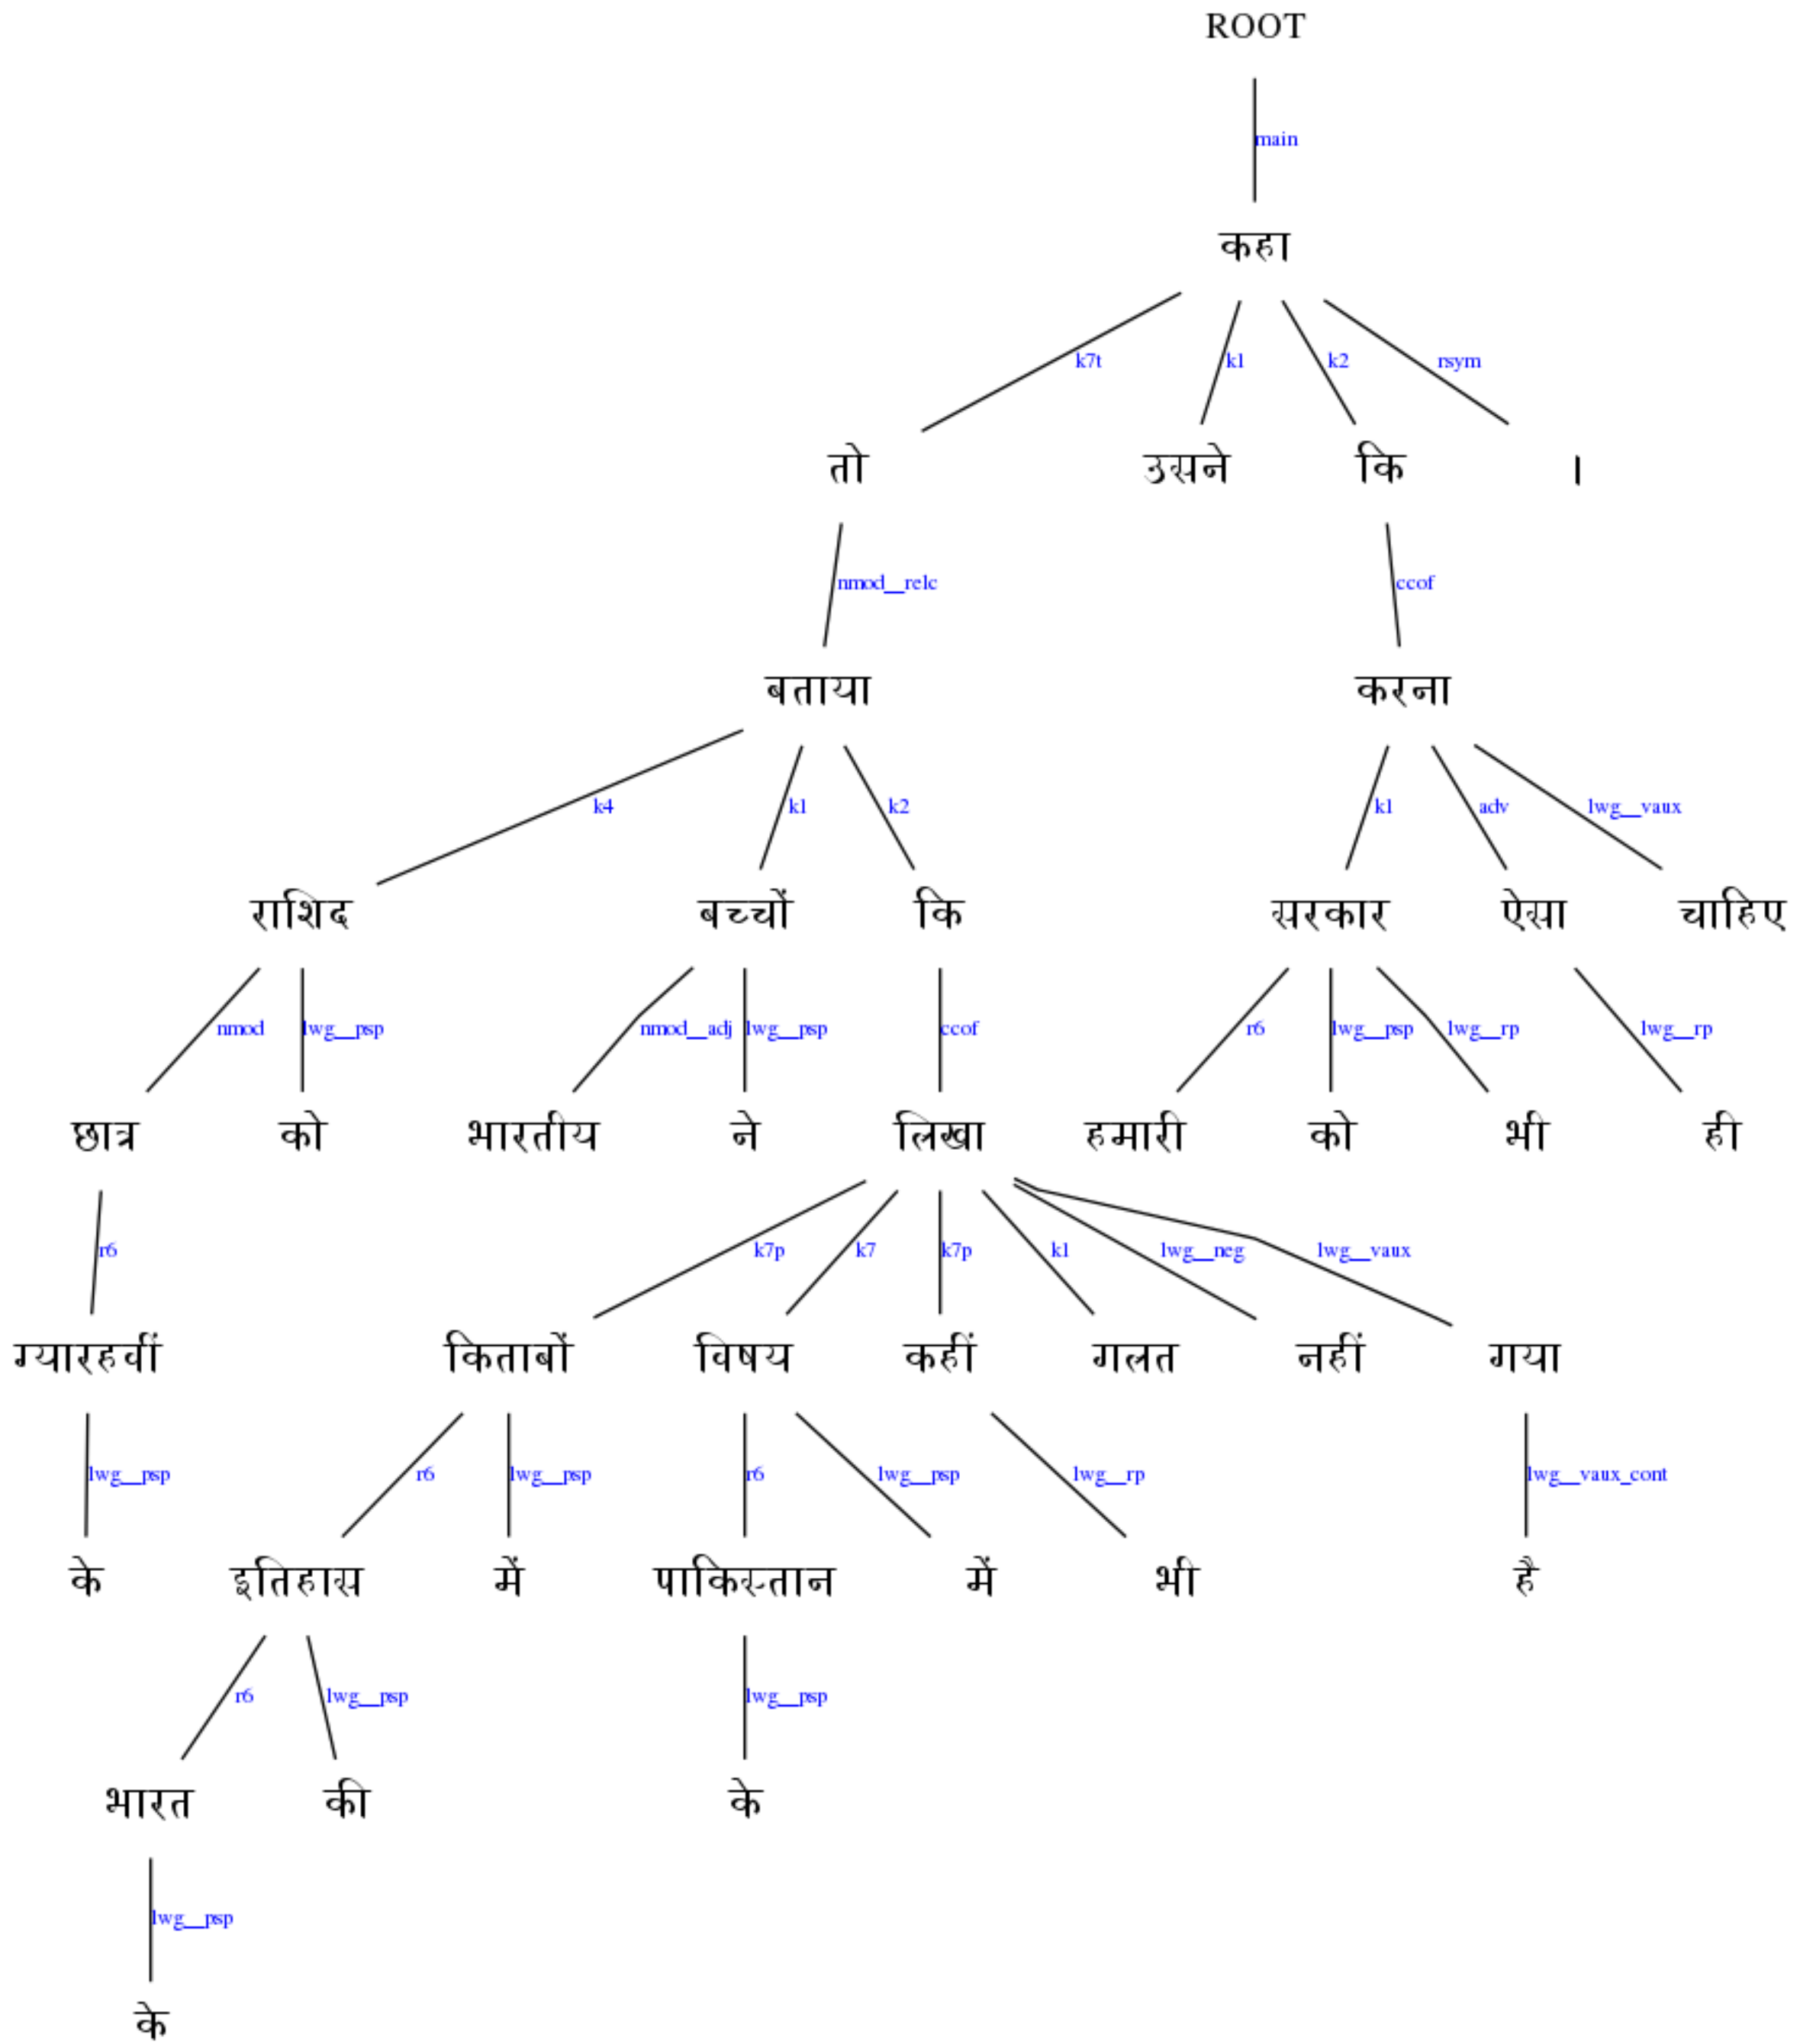 ROOT
main
कहा
k7t k1 k2 rsym
तो उसने कि ।
nmod__relc ccof
बताया करना
k4 k1 k2 k1 adv lwg__vaux
राशिद बच्चों कि सरकार ऐसा चाहिए
nmod lwg__psp nmod__adj lwg__psp ccof r6 lwg__psp lwg__rp lwg__rp
छात्र को भारतीय ने लिखा हमारी को भी ही
r6 k7p k7 k7p k1 lwg__neg lwg__vaux
ग्यारहवीं किताबों विषय कहीं गलत नहीं गया
lwg__psp r6 lwg__psp r6 lwg__psp lwg__rp lwg__vaux_cont
के इतिहास में पाकिस्तान में भी है
r6 lwg__psp lwg__psp
भारत की के
lwg__psp
के